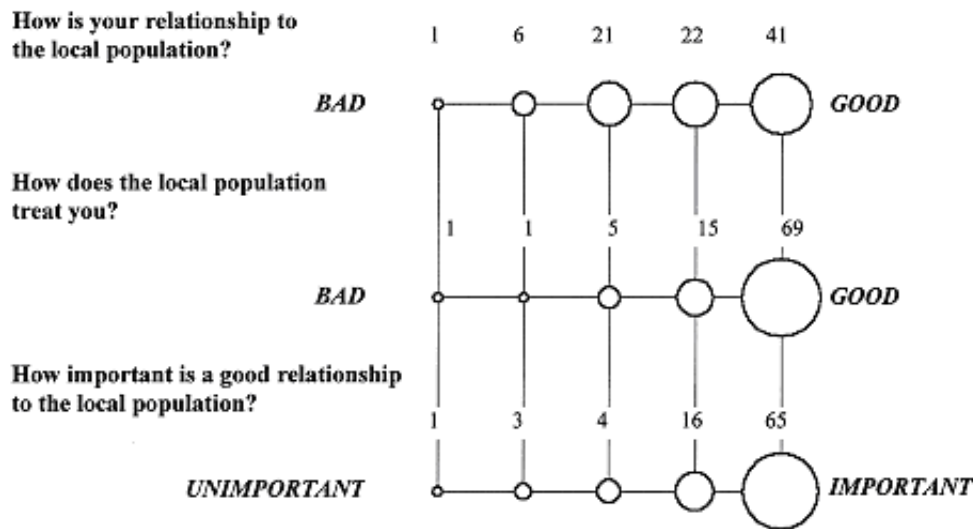 How is your relationship to
the local population?
1 6 21 22 41
BAD GOOD
How does the local population
treat you?
1 1 5 15 69
BAD GOOD
How important is a good relationship
to the local population?
1 3 4 16 65
UNIMPORTANT IMPORTANT